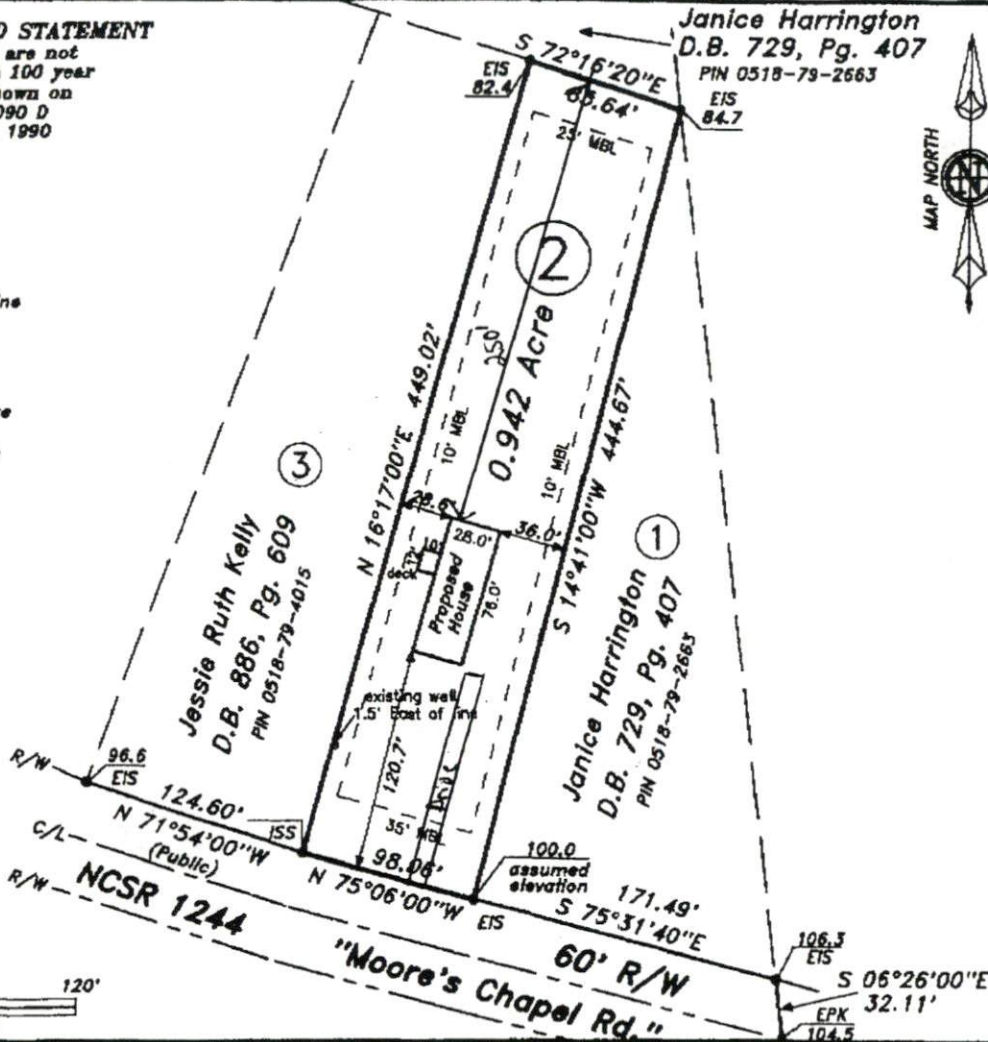 D STATEMENT
are not
100 year
own on
090 D
1990
ine
Janice Harrington
D.B. 729, Pg. 407
PIN 0518-79-2663
S 72°16'20"E
EIS
82.4
EIS
84.7
25' MBL
MAP NORTH
N
2
0.942 Acre
250'
449.02'
N 16°17'00"E
10' MBL
10' MBL
444.67'
S 14°41'00"W
3
Jessie Ruth Kelly
D.B. 886, Pg. 609
PIN 0518-79-4015
28.6'
28.0'
36.0'
10'
12'
deck
Proposed
House
76.0'
1
Janice Harrington
D.B. 729, Pg. 407
PIN 0518-79-2663
existing well
1.5' East of line
120.7'
Drive
35' MBL
R/W
96.6
EIS
124.60'
N 71°54'00"W
(Public)
ISS
98.06'
N 75°06'00"W
EIS
100.0
assumed
elevation
171.49'
S 75°31'40"E
C/L
R/W
NCSR 1244
"Moore's Chapel Rd."
60' R/W
106.3
EIS
S 06°26'00"E
32.11'
EPK
104.5
120'